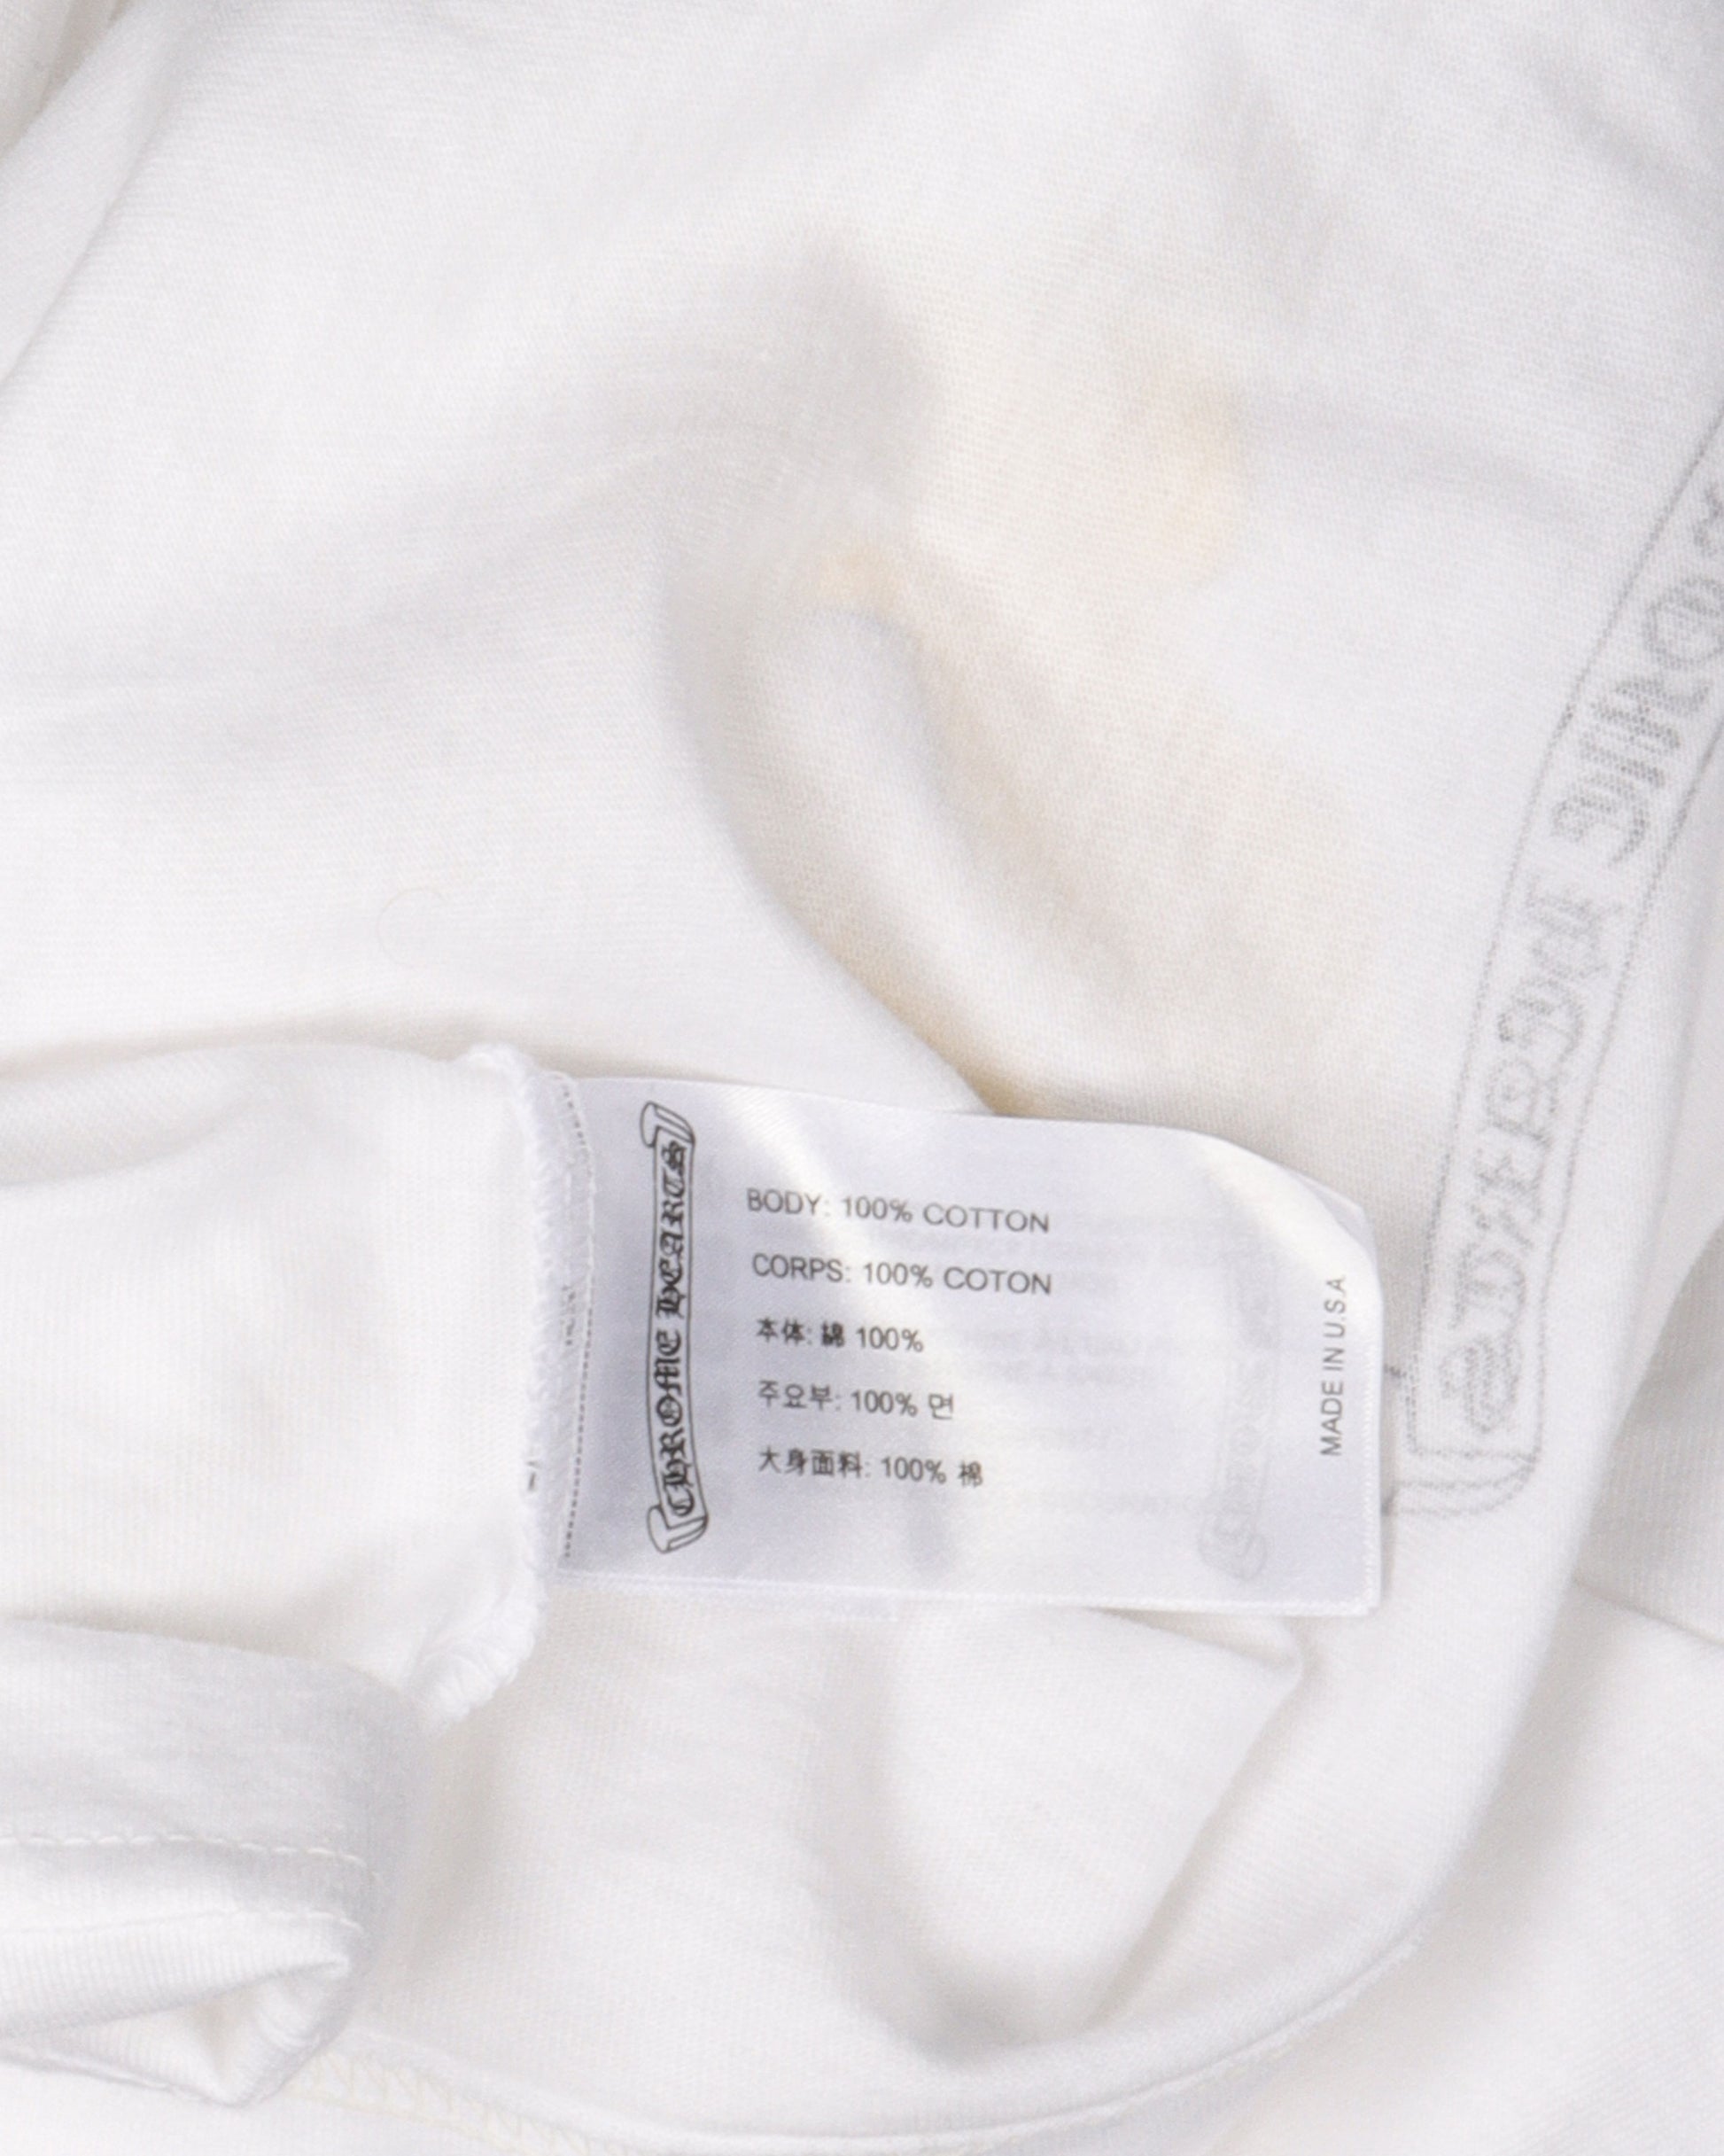 CHROME HEARTS
BODY: 100% COTTON
CORPS: 100% COTON
本体: 綿 100%
주요부: 100% 면
大身面料: 100% 棉
MADE IN U.S.A